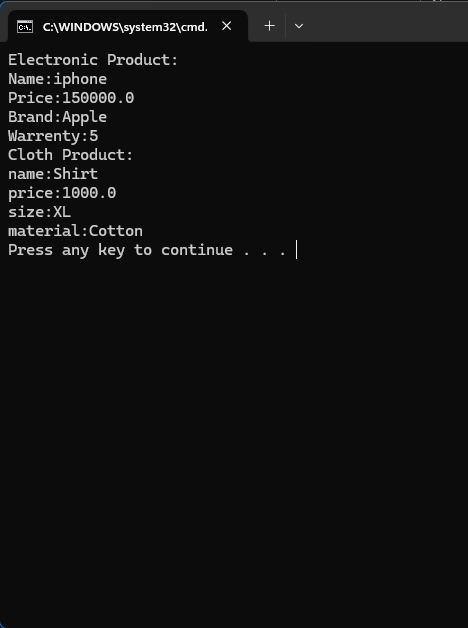 C:\WINDOWS\system32\cmd.
Electronic Product:
Name:iphone
Price:150000.0
Brand:Apple
Warrenty:5
Cloth Product:
name:Shirt
price:1000.0
size:XL
material:Cotton
Press any key to continue . . .